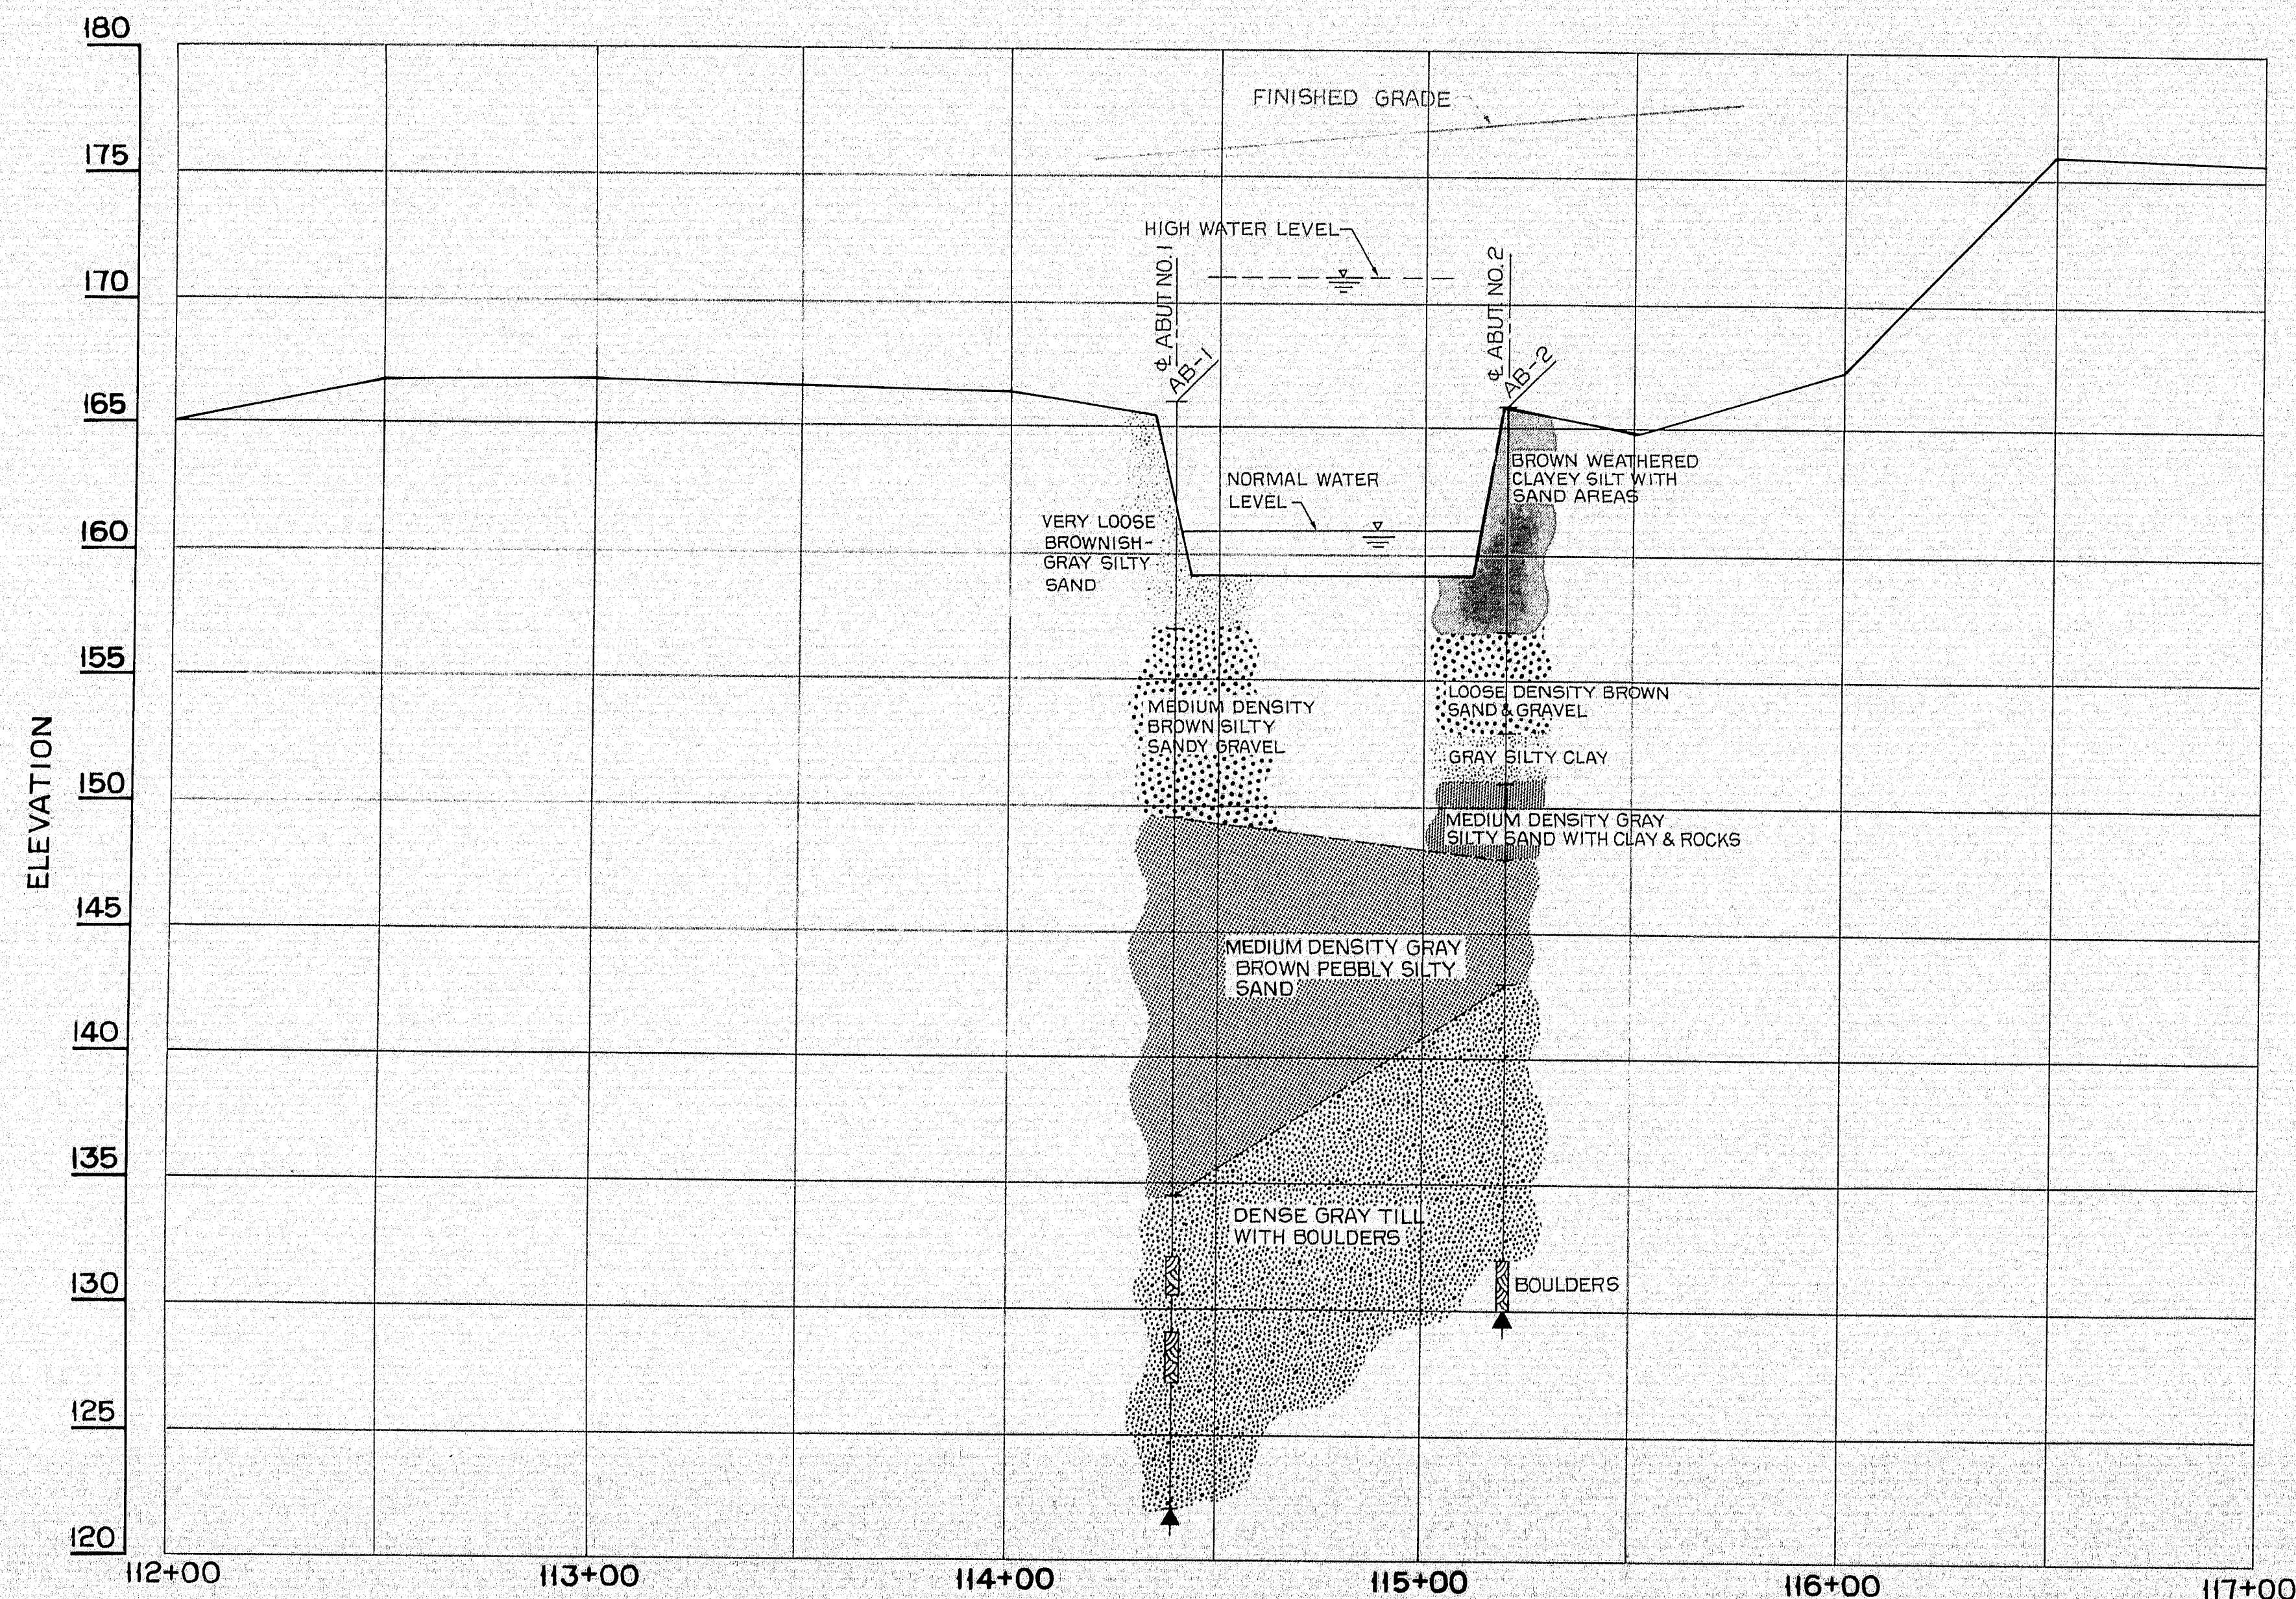 180
FINISHED GRADE
175
HIGH WATER LEVEL
170
℄ ABUT NO. 1
℄ ABUT. NO. 2
AB-1
AB-2
165
BROWN WEATHERED
CLAYEY SILT WITH
SAND AREAS
NORMAL WATER
LEVEL
160
VERY LOOSE
BROWNISH-
GRAY SILTY
SAND
155
LOOSE DENSITY BROWN
SAND & GRAVEL
MEDIUM DENSITY
BROWN SILTY
SANDY GRAVEL
GRAY SILTY CLAY
150
ELEVATION
MEDIUM DENSITY GRAY
SILTY SAND WITH CLAY & ROCKS
145
MEDIUM DENSITY GRAY
BROWN PEBBLY SILTY
SAND
140
135
DENSE GRAY TILL
WITH BOULDERS
130
BOULDERS
125
120
112+00
113+00
114+00
115+00
116+00
117+00